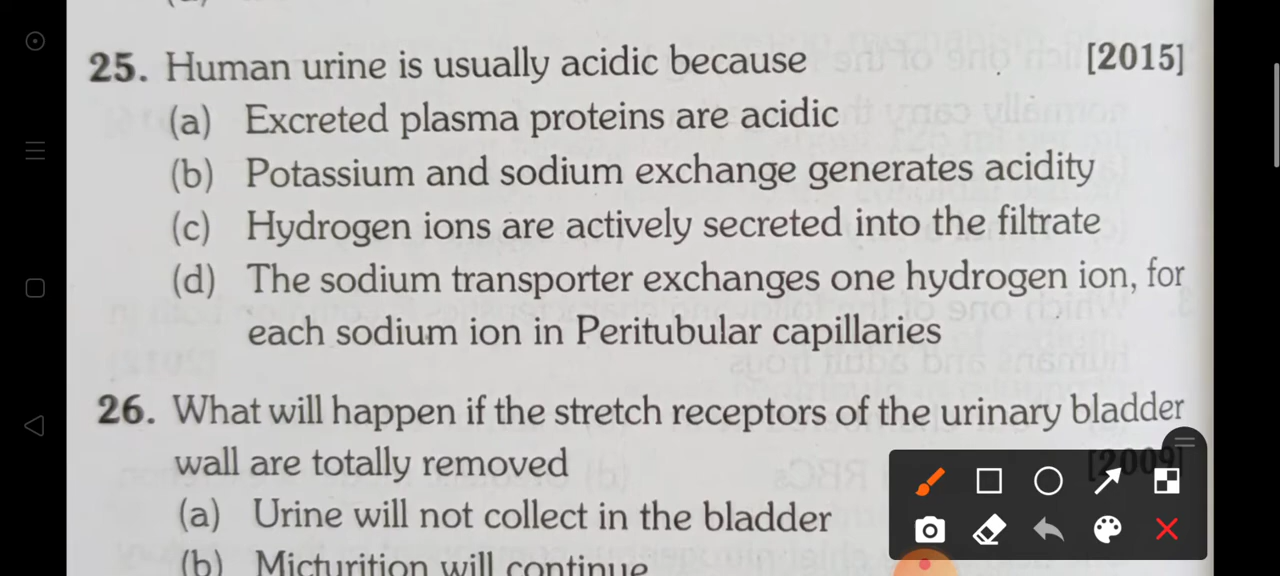 25. Human urine is usually acidic because [2015]
(a) Excreted plasma proteins are acidic
(b) Potassium and sodium exchange generates acidity
(c) Hydrogen ions are actively secreted into the filtrate
(d) The sodium transporter exchanges one hydrogen ion, for
each sodium ion in Peritubular capillaries
26. What will happen if the stretch receptors of the urinary bladder
wall are totally removed [2009]
(a) Urine will not collect in the bladder
(b) Micturition will continue